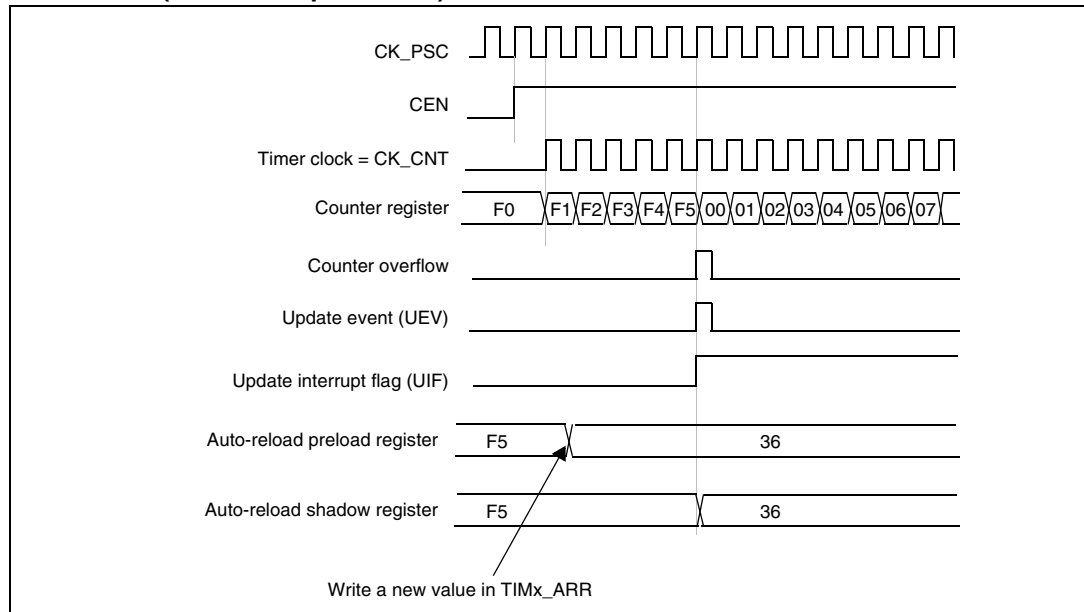 CK_PSC
CEN
Timer clock = CK_CNT
Counter register F0 F1 F2 F3 F4 F5 00 01 02 03 04 05 06 07
Counter overflow
Update event (UEV)
Update interrupt flag (UIF)
Auto-reload preload register F5 36
Auto-reload shadow register F5 36
Write a new value in TIMx_ARR